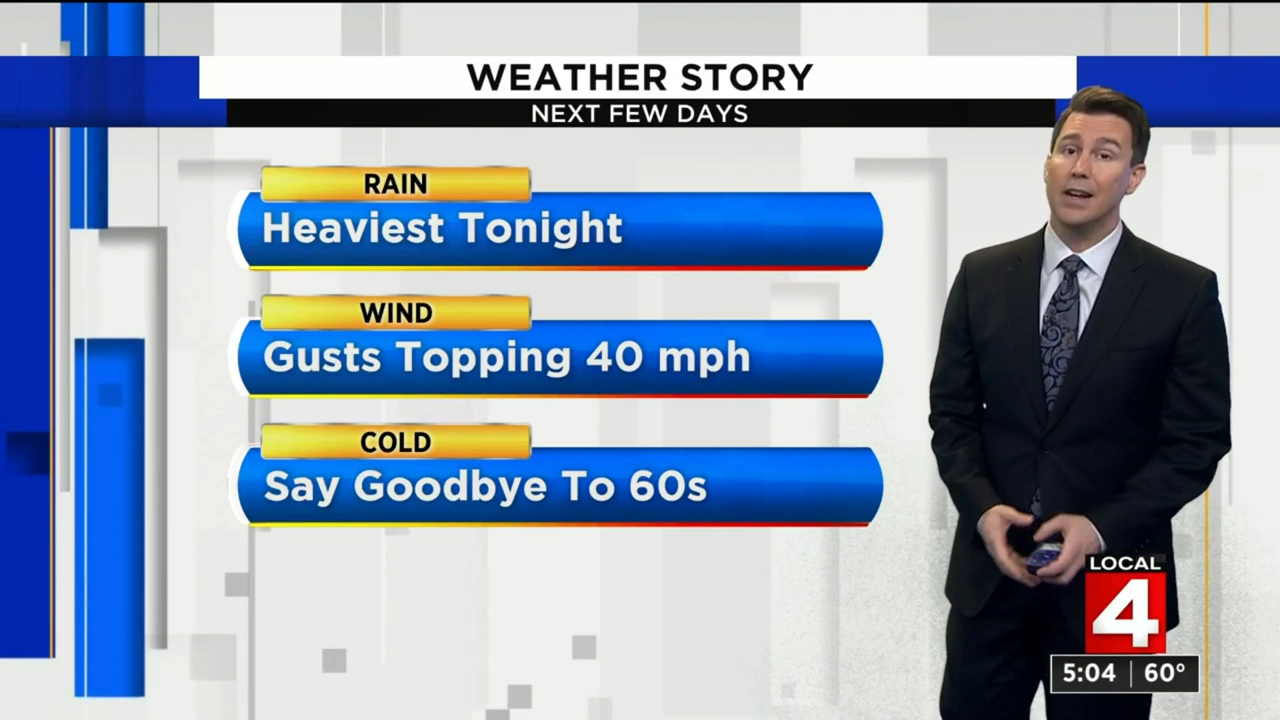 WEATHER STORY
NEXT FEW DAYS
RAIN
Heaviest Tonight
WIND
Gusts Topping 40 mph
COLD
Say Goodbye To 60s
LOCAL
4
5:04 60°